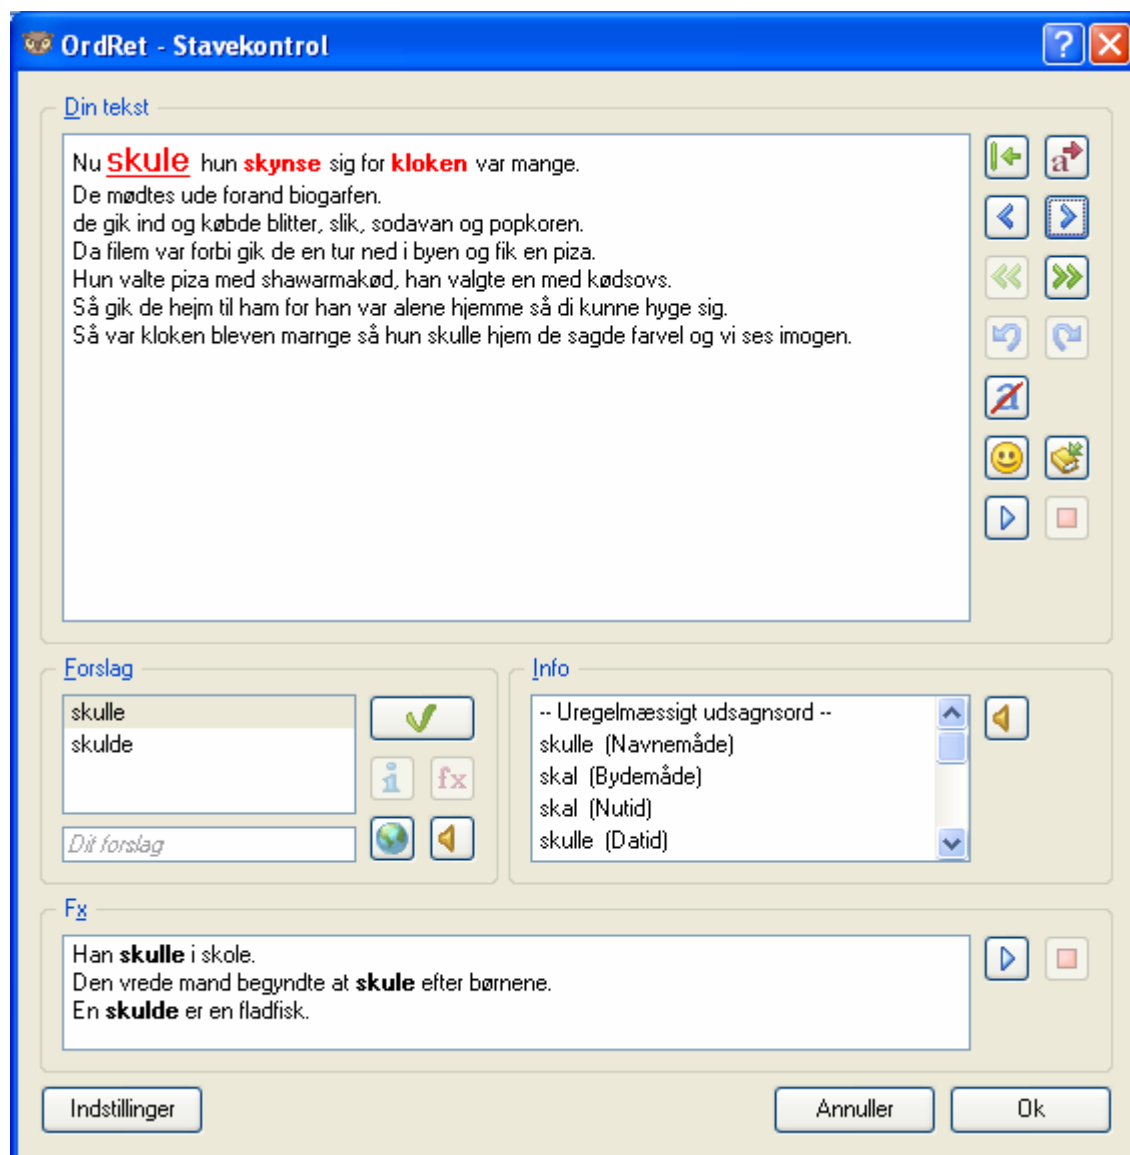 OrdRet - Stavekontrol
Din tekst
Nu skule hun skynse sig for kloken var mange.
De mødtes ude forand biogarfen.
de gik ind og købde blitter, slik, sodavan og popkoren.
Da filem var forbi gik de en tur ned i byen og fik en piza.
Hun valte piza med shawarmakød, han valgte en med kødsovs.
Så gik de hejm til ham for han var alene hjemme så di kunne hyge sig.
Så var kloken bleven marnge så hun skulle hjem de sagde farvel og vi ses imogen.
Forslag
skulle
skulde
Dit forslag
fx
Info
-- Uregelmæssigt udsagnsord --
skulle (Navnemåde)
skal (Bydemåde)
skal (Nutid)
skulle (Datid)
Fx
Han skulle i skole.
Den vrede mand begyndte at skule efter børnene.
En skulde er en fladfisk.
Indstillinger
Annuller
Ok